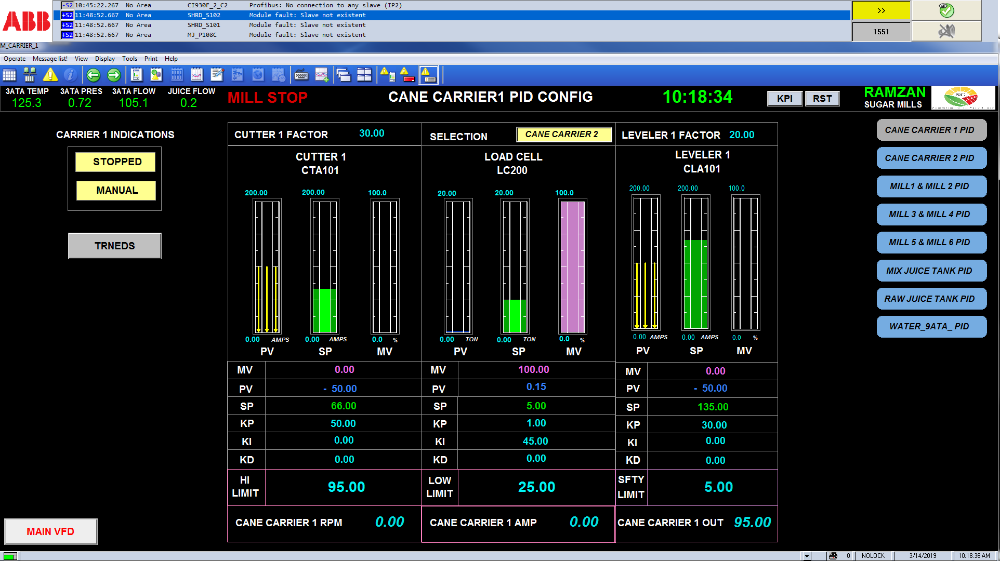 ABB
-S2 10:45:22.267 No Area CI930F_2_C2 Profibus: No connection to any slave (IP2)
+S2 11:48:52.667 No Area SHRD_S102 Module fault: Slave not existent
+S2 11:48:52.667 No Area SHRD_S101 Module fault: Slave not existent
+S2 11:48:52.667 No Area MJ_P108C Module fault: Slave not existent
>>
1551
M_CARRIER_1
Operate Message list! View Display Tools Print Help
3ATA TEMP 3ATA PRES 3ATA FLOW JUICE FLOW
125.3 0.72 105.1 0.2
MILL STOP
CANE CARRIER1 PID CONFIG
10:18:34
KPI RST
RAMZAN
SUGAR MILLS
SG
CARRIER 1 INDICATIONS
STOPPED
MANUAL
TRNEDS
MAIN VFD
CUTTER 1 FACTOR 30.00
SELECTION CANE CARRIER 2
LEVELER 1 FACTOR 20.00
CUTTER 1
CTA101
200.00 200.00 100.0
0.00 AMPS 0.00 AMPS 0.0 %
PV SP MV
LOAD CELL
LC200
20.00 20.00 100.0
0.00 TON 0.00 TON 0.0 %
PV SP MV
LEVELER 1
CLA101
200.00 200.00 100.0
0.00 AMPS 0.00 AMPS 0.0 %
PV SP MV
MV 0.00 MV 100.00 MV 0.00
PV - 50.00 PV 0.15 PV - 50.00
SP 66.00 SP 5.00 SP 135.00
KP 50.00 KP 1.00 KP 30.00
KI 0.00 KI 45.00 KI 0.00
KD 0.00 KD 0.00 KD 0.00
HI LIMIT 95.00 LOW LIMIT 25.00 SFTY LIMIT 5.00
CANE CARRIER 1 RPM 0.00 CANE CARRIER 1 AMP 0.00 CANE CARRIER 1 OUT 95.00
CANE CARRIER 1 PID
CANE CARRIER 2 PID
MILL1 & MILL 2 PID
MILL 3 & MILL 4 PID
MILL 5 & MILL 6 PID
MIX JUICE TANK PID
RAW JUICE TANK PID
WATER_9ATA_ PID
0 NOLOCK 3/14/2019 10:18:36 AM